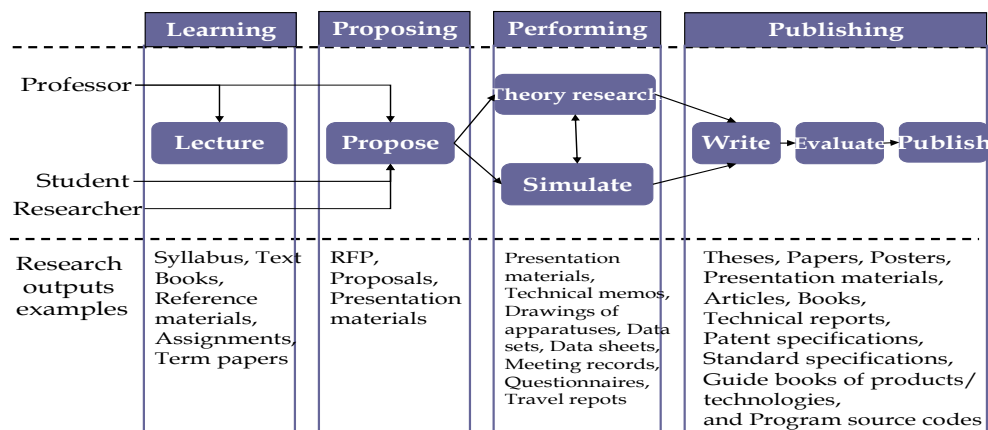 Learning
Proposing
Performing
Publishing
Professor
Theory research
Lecture
Propose
Write
Evaluate
Publish
Student
Simulate
Researcher
Research
outputs
examples
Syllabus, Text
Books,
Reference
materials,
Assignments,
Term papers
RFP,
Proposals,
Presentation
materials
Presentation
materials,
Technical memos,
Drawings of
apparatuses, Data
sets, Data sheets,
Meeting records,
Questionnaires,
Travel repots
Theses, Papers, Posters,
Presentation materials,
Articles, Books,
Technical reports,
Patent specifications,
Standard specifications,
Guide books of products/
technologies,
and Program source codes